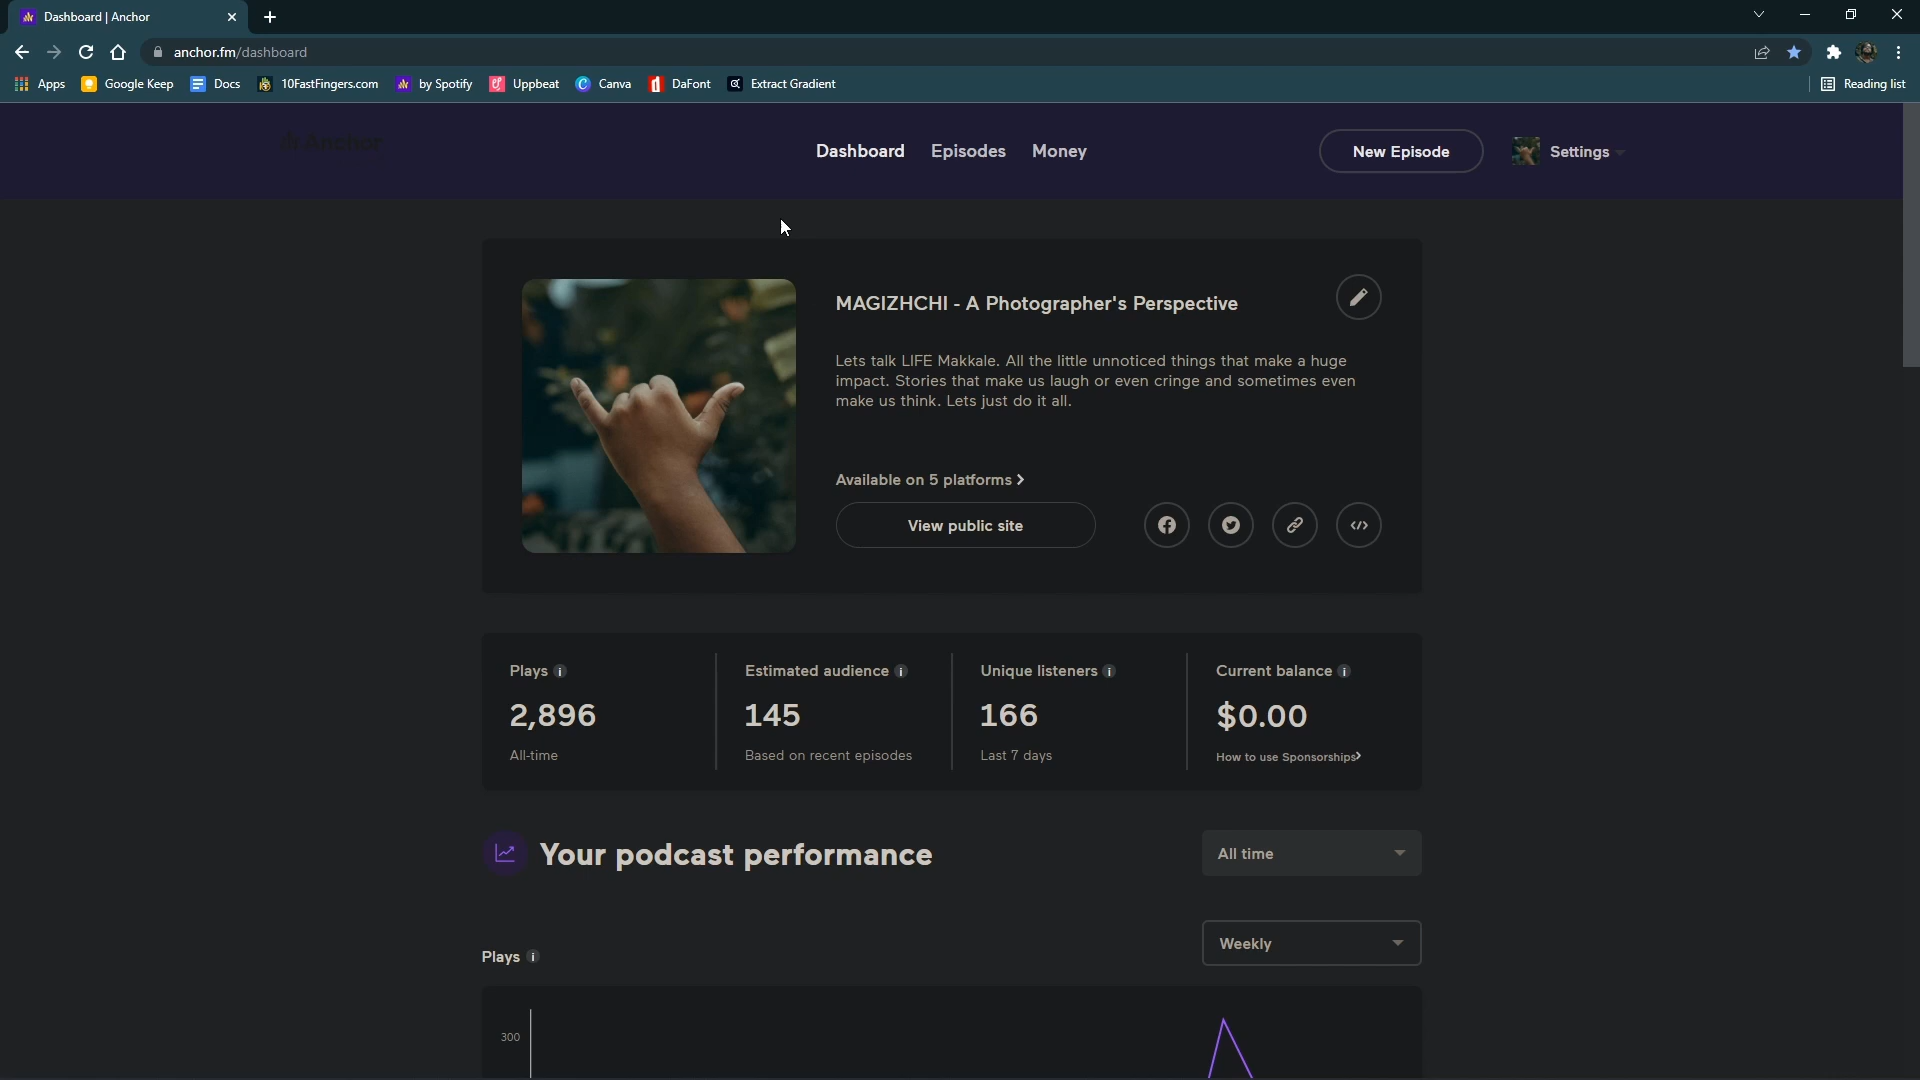 Dashboard | Anchor
anchor.fm/dashboard
Apps Google Keep Docs 10FastFingers.com by Spotify Uppbeat Canva DaFont Extract Gradient Reading list
Anchor Dashboard Episodes Money New Episode Settings
MAGIZHCHI - A Photographer's Perspective
Lets talk LIFE Makkale. All the little unnoticed things that make a huge
impact. Stories that make us laugh or even cringe and sometimes even
make us think. Lets just do it all.
Available on 5 platforms
View public site
Plays Estimated audience Unique listeners Current balance
2,896 145 166 $0.00
All-time Based on recent episodes Last 7 days How to use Sponsorships
Your podcast performance All time
Weekly
Plays
300